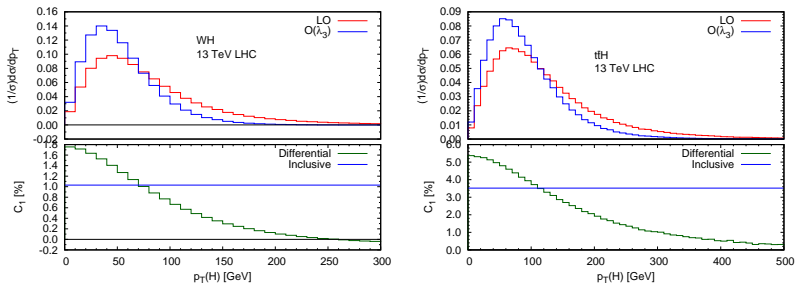 0.16
0.14
0.12
0.10
0.08
0.06
0.04
0.02
0.00
-0.02
(1/σ)dσ/dp_T
WH
13 TeV LHC
LO
O(λ₃)
1.8
1.6
1.4
1.2
1.0
0.8
0.6
0.4
0.2
0.0
-0.2
C₁ [%]
Differential
Inclusive
0 50 100 150 200 250 300
p_T(H) [GeV]
0.09
0.08
0.07
0.06
0.05
0.04
0.03
0.02
0.01
0.00
(1/σ)dσ/dp_T
tt̄H
13 TeV LHC
LO
O(λ₃)
6.0
5.0
4.0
3.0
2.0
1.0
0.0
C₁ [%]
Differential
Inclusive
0 100 200 300 400 500
p_T(H) [GeV]